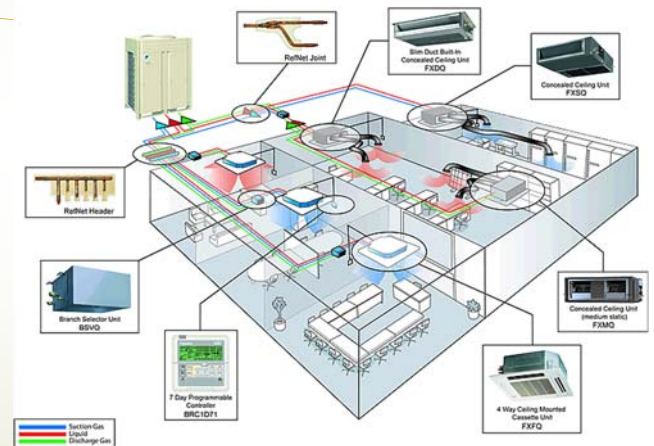 RefNet Joint
Slim Duct Built-In
Concealed Ceiling Unit
FXDQ
Concealed Ceiling Unit
FXSQ
RefNet Header
Branch Selector Unit
BSVQ
7 Day Programmable
Controller
BRC1D71
Concealed Ceiling Unit
(medium static)
FXMQ
4 Way Ceiling Mounted
Cassette Unit
FXFQ
Suction Gas
Liquid
Discharge Gas